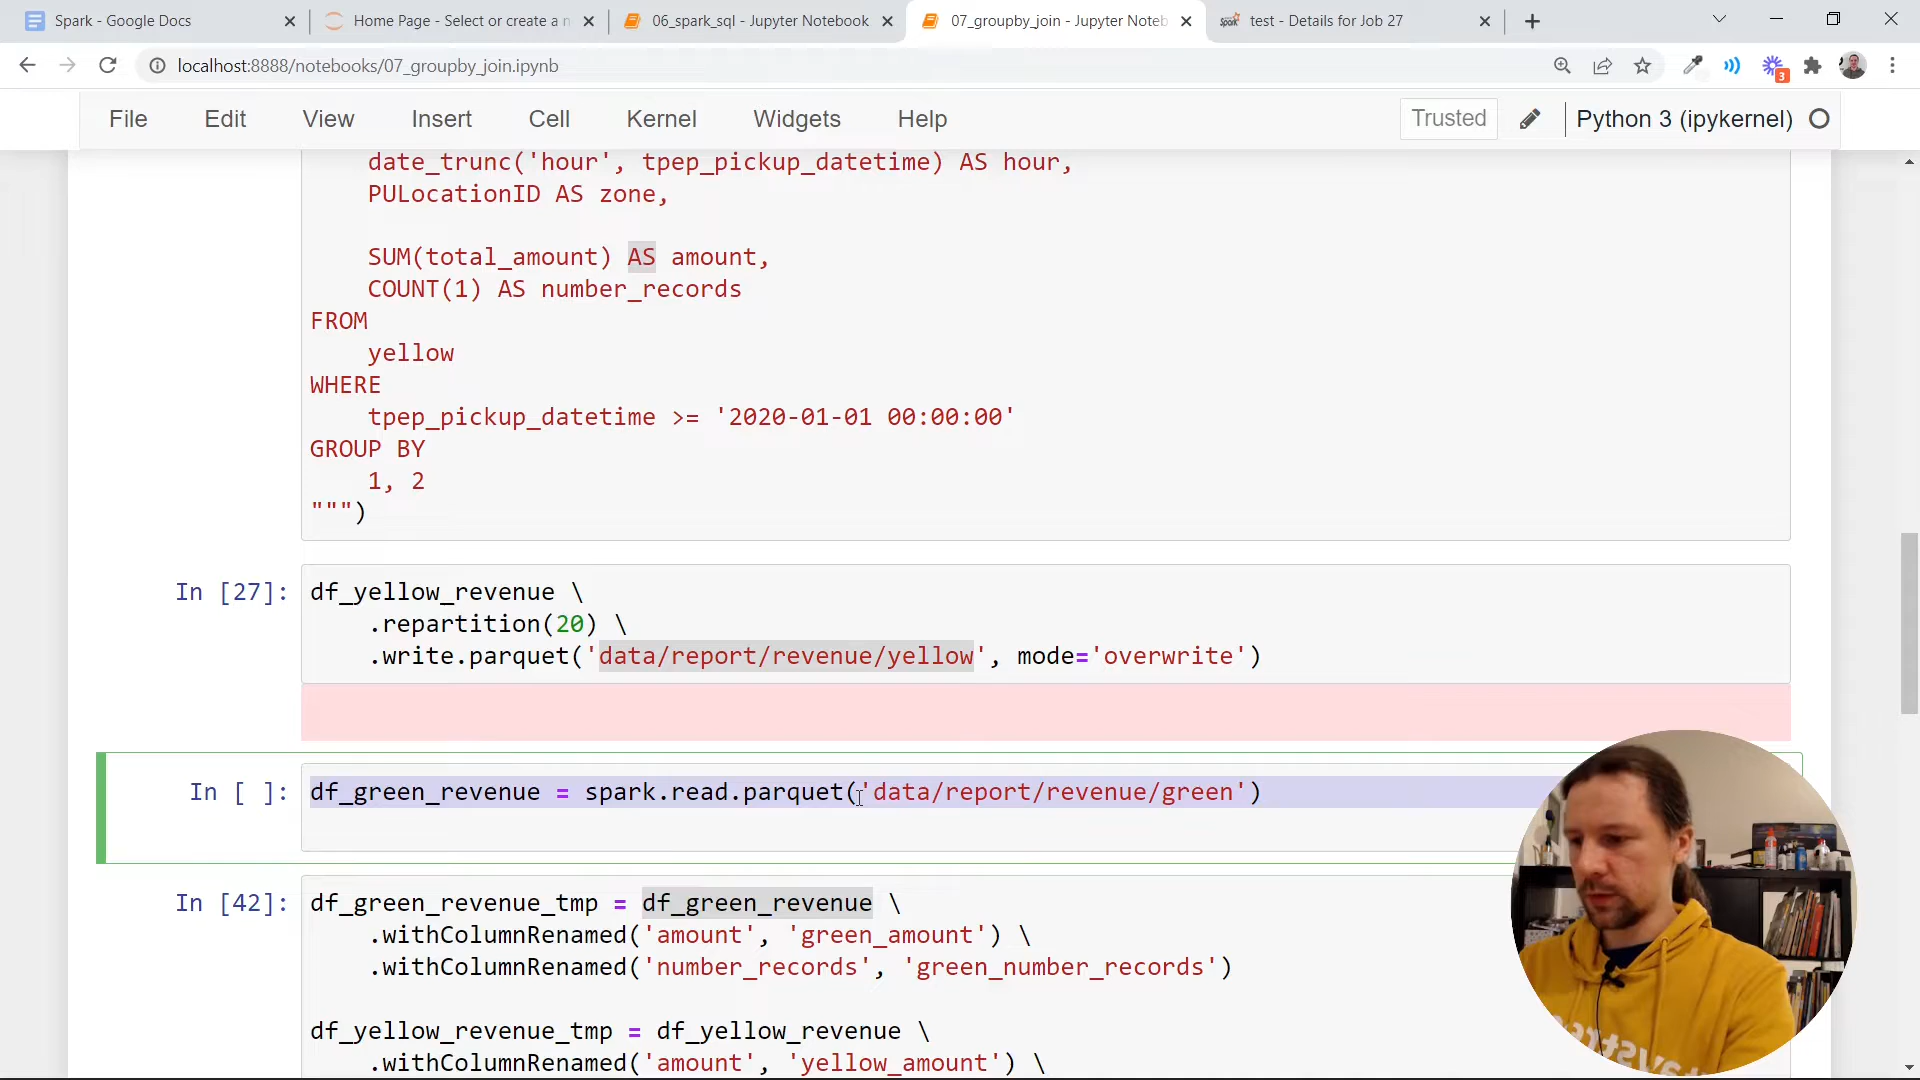 Spark - Google Docs
Home Page - Select or create a n
06_spark_sql - Jupyter Notebook
07_groupby_join - Jupyter Noteb
test - Details for Job 27
localhost:8888/notebooks/07_groupby_join.ipynb
3
File Edit View Insert Cell Kernel Widgets Help
Trusted
Python 3 (ipykernel)
date_trunc('hour', tpep_pickup_datetime) AS hour,
PULocationID AS zone,
SUM(total_amount) AS amount,
COUNT(1) AS number_records
FROM
yellow
WHERE
tpep_pickup_datetime >= '2020-01-01 00:00:00'
GROUP BY
1, 2
""")
In [27]: df_yellow_revenue \
.repartition(20) \
.write.parquet('data/report/revenue/yellow', mode='overwrite')
In [ ]: df_green_revenue = spark.read.parquet('data/report/revenue/green')
In [42]: df_green_revenue_tmp = df_green_revenue \
.withColumnRenamed('amount', 'green_amount') \
.withColumnRenamed('number_records', 'green_number_records')
df_yellow_revenue_tmp = df_yellow_revenue \
.withColumnRenamed('amount', 'yellow_amount') \